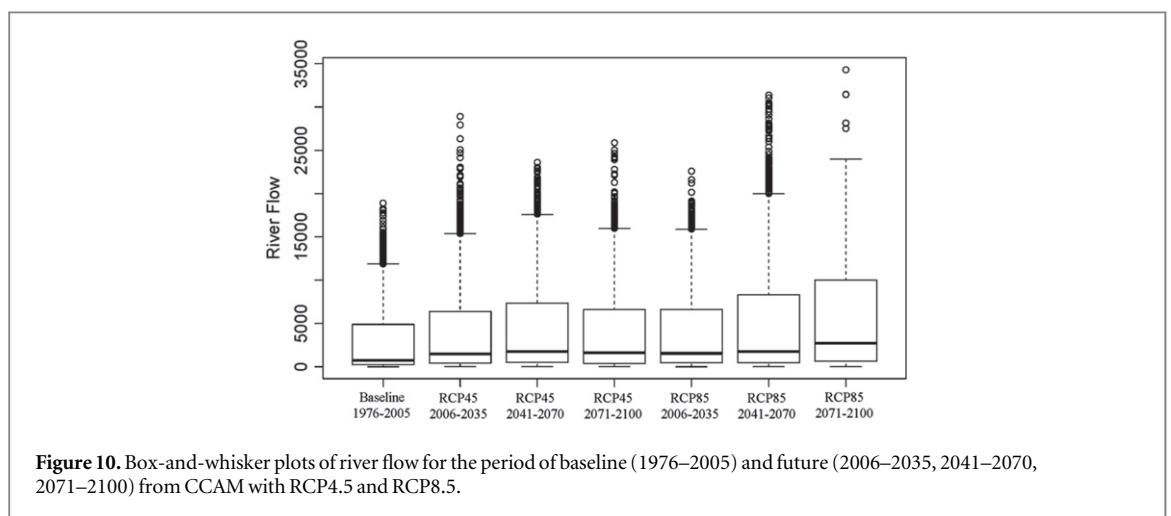 35000
25000
15000
5000
0
River Flow
Baseline RCP45 RCP45 RCP45 RCP85 RCP85 RCP85
1976-2005 2006-2035 2041-2070 2071-2100 2006-2035 2041-2070 2071-2100
Figure 10. Box-and-whisker plots of river flow for the period of baseline (1976–2005) and future (2006–2035, 2041–2070,
2071–2100) from CCAM with RCP4.5 and RCP8.5.